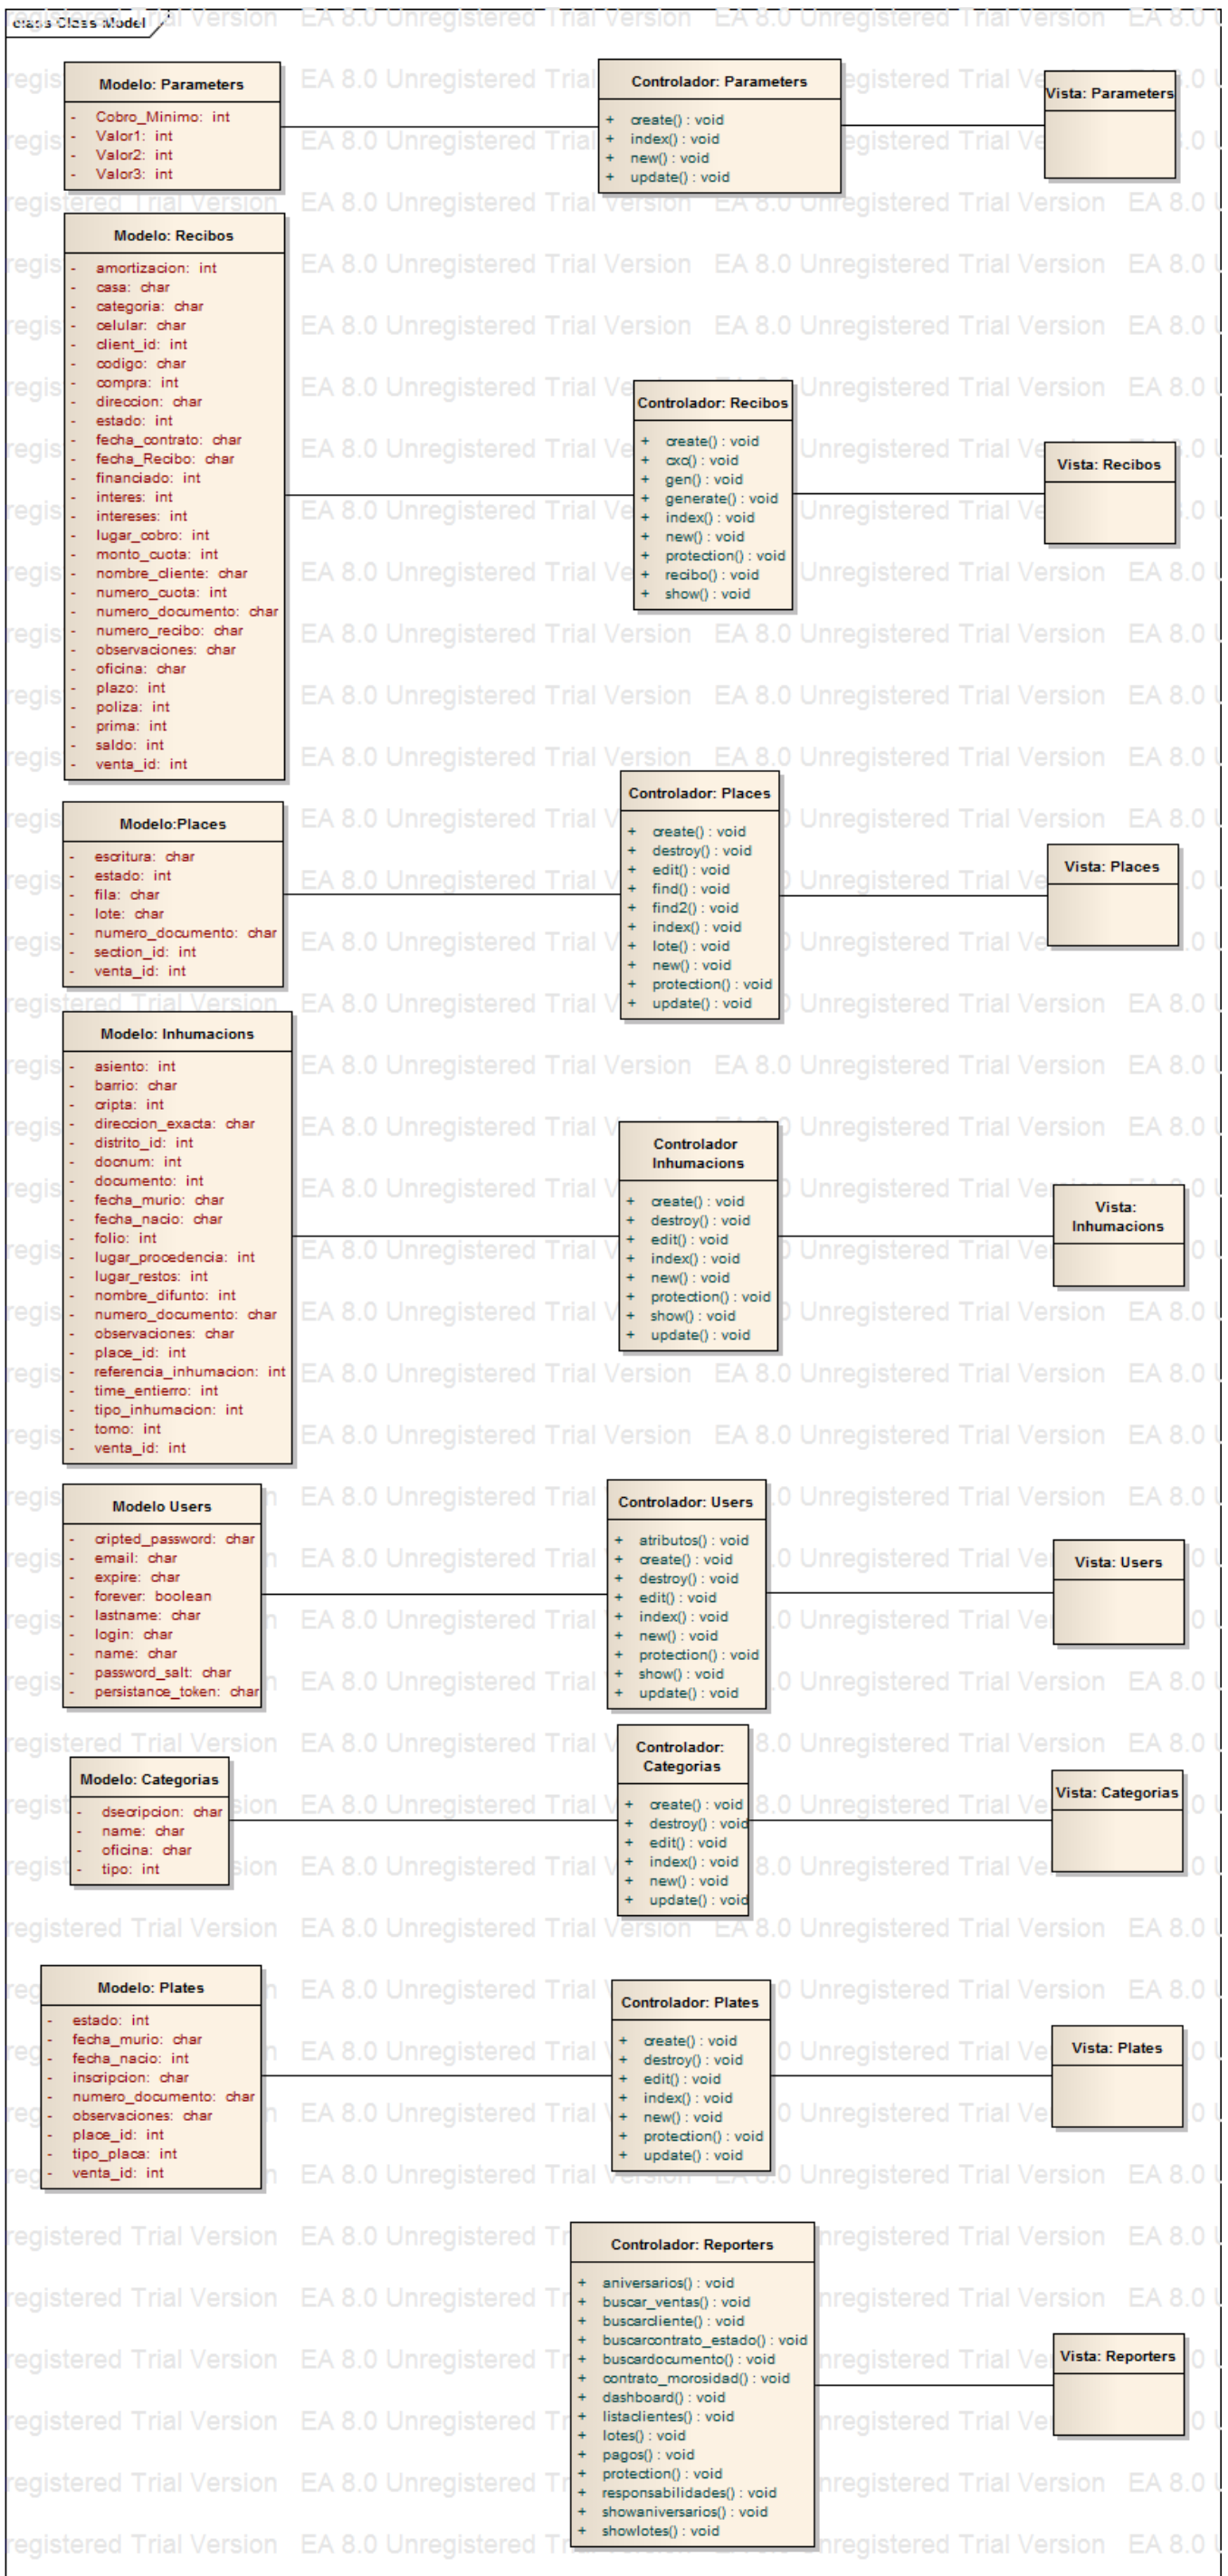 class Class Model
Modelo: Parameters
- Cobro_Minimo: int
- Valor1: int
- Valor2: int
- Valor3: int
Controlador: Parameters
+ create() : void
+ index() : void
+ new() : void
+ update() : void
Vista: Parameters
Modelo: Recibos
- amortizacion: int
- casa: char
- categoria: char
- celular: char
- client_id: int
- codigo: char
- compra: int
- direccion: char
- estado: int
- fecha_contrato: char
- fecha_Recibo: char
- financiado: int
- interes: int
- intereses: int
- lugar_cobro: int
- monto_cuota: int
- nombre_cliente: char
- numero_cuota: int
- numero_documento: char
- numero_recibo: char
- observaciones: char
- oficina: char
- plazo: int
- poliza: int
- prima: int
- saldo: int
- venta_id: int
Controlador: Recibos
+ create() : void
+ cxc() : void
+ gen() : void
+ generate() : void
+ index() : void
+ new() : void
+ protection() : void
+ recibo() : void
+ show() : void
Vista: Recibos
Modelo:Places
- escritura: char
- estado: int
- fila: char
- lote: char
- numero_documento: char
- section_id: int
- venta_id: int
Controlador: Places
+ create() : void
+ destroy() : void
+ edit() : void
+ find() : void
+ find2() : void
+ index() : void
+ lote() : void
+ new() : void
+ protection() : void
+ update() : void
Vista: Places
Modelo: Inhumacions
- asiento: int
- barrio: char
- cripta: int
- direccion_exacta: char
- distrito_id: int
- docnum: int
- documento: int
- fecha_murio: char
- fecha_nacio: char
- folio: int
- lugar_procedencia: int
- lugar_restos: int
- nombre_difunto: int
- numero_documento: char
- observaciones: char
- place_id: int
- referencia_inhumacion: int
- time_entierro: int
- tipo_inhumacion: int
- tomo: int
- venta_id: int
Controlador
Inhumacions
+ create() : void
+ destroy() : void
+ edit() : void
+ index() : void
+ new() : void
+ protection() : void
+ show() : void
+ update() : void
Vista:
Inhumacions
Modelo Users
- cripted_password: char
- email: char
- expire: char
- forever: boolean
- lastname: char
- login: char
- name: char
- password_salt: char
- persistance_token: char
Controlador: Users
+ atributos() : void
+ create() : void
+ destroy() : void
+ edit() : void
+ index() : void
+ new() : void
+ protection() : void
+ show() : void
+ update() : void
Vista: Users
Modelo: Categorias
- dsecripcion: char
- name: char
- oficina: char
- tipo: int
Controlador:
Categorias
+ create() : void
+ destroy() : void
+ edit() : void
+ index() : void
+ new() : void
+ update() : void
Vista: Categorias
Modelo: Plates
- estado: int
- fecha_murio: char
- fecha_nacio: int
- inscripcion: char
- numero_documento: char
- observaciones: char
- place_id: int
- tipo_placa: int
- venta_id: int
Controlador: Plates
+ create() : void
+ destroy() : void
+ edit() : void
+ index() : void
+ new() : void
+ protection() : void
+ update() : void
Vista: Plates
Controlador: Reporters
+ aniversarios() : void
+ buscar_ventas() : void
+ buscarcliente() : void
+ buscarcontrato_estado() : void
+ buscardocumento() : void
+ contrato_morosidad() : void
+ dashboard() : void
+ listaclientes() : void
+ lotes() : void
+ pagos() : void
+ protection() : void
+ responsabilidades() : void
+ showaniversarios() : void
+ showlotes() : void
Vista: Reporters
EA 8.0 Unregistered Trial Version